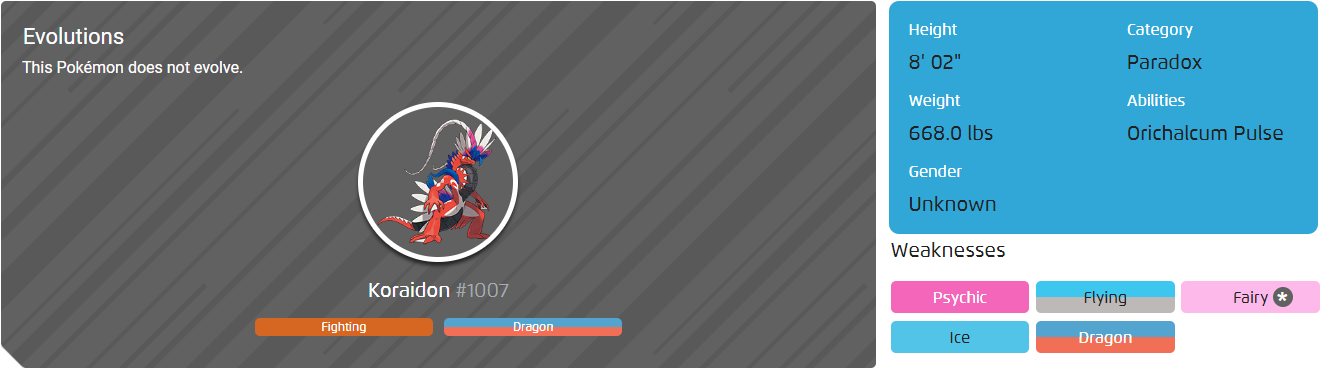 Evolutions
This Pokémon does not evolve.
Koraidon #1007
Fighting
Dragon
Height
8' 02"
Category
Paradox
Weight
668.0 lbs
Abilities
Orichalcum Pulse
Gender
Unknown
Weaknesses
Psychic
Flying
Fairy *
Ice
Dragon